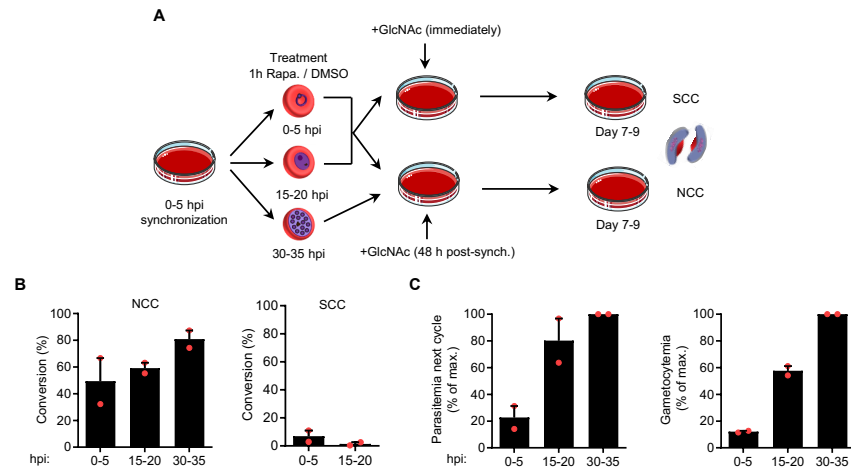 A
+GlcNAc (immediately)
Treatment
1h Rapa. / DMSO
0-5 hpi
SCC
Day 7-9
0-5 hpi
synchronization
15-20 hpi
NCC
Day 7-9
30-35 hpi
+GlcNAc (48 h post-synch.)
B
NCC
Conversion (%)
100
80
60
40
20
0
hpi:
0-5
15-20
30-35
SCC
Conversion (%)
100
80
60
40
20
0
0-5
15-20
C
Parasitemia next cycle
(% of max.)
100
80
60
40
20
0
hpi:
0-5
15-20
30-35
Gametocytemia
(% of max.)
100
80
60
40
20
0
0-5
15-20
30-35